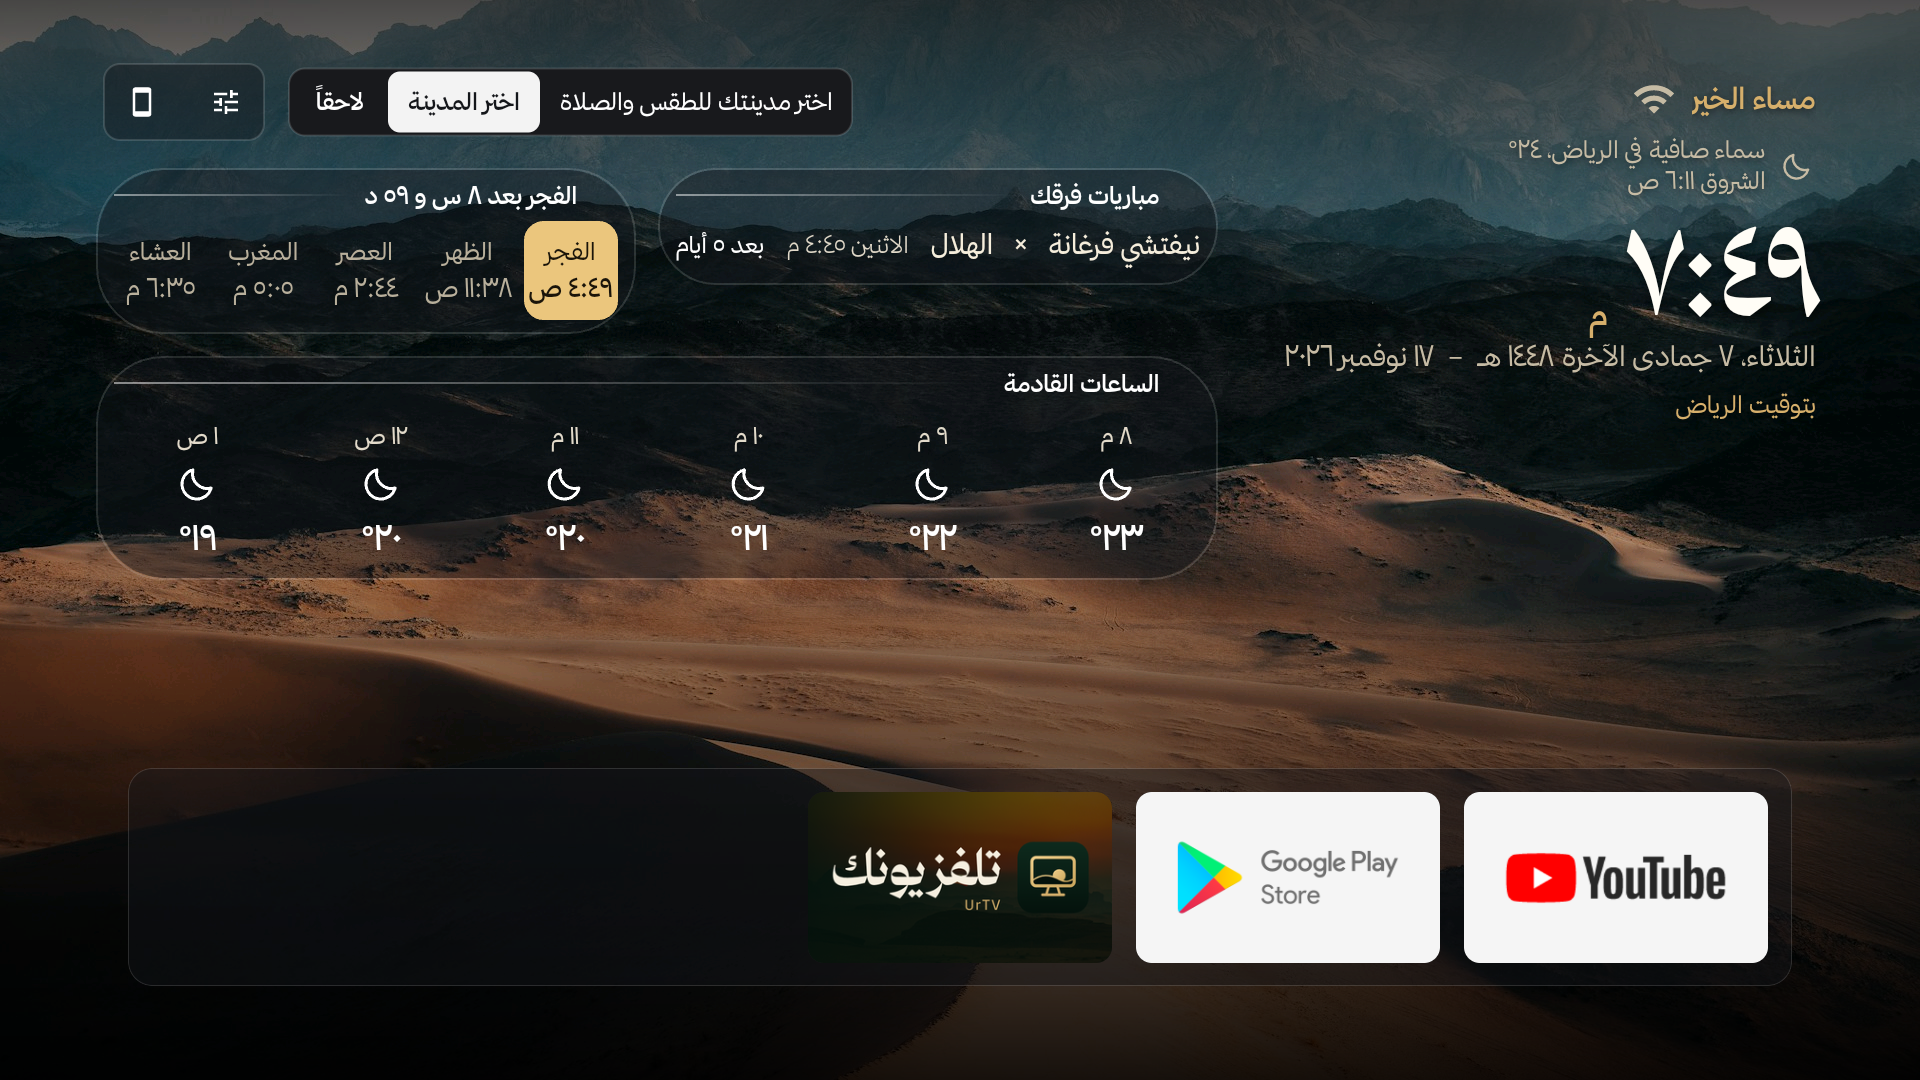 مساء الخير
سماء صافية في الرياض، ٢٤°
الشروق ٦:١١ ص
٧:٤٩ م
الثلاثاء، ٧ جمادى الآخرة ١٤٤٨ هـ – ١٧ نوفمبر ٢٠٢٦
بتوقيت الرياض
اختر مدينتك للطقس والصلاة اختر المدينة لاحقاً
مباريات فرقك
نيفتشي فرغانة × الهلال الاثنين ٤:٤٥ م بعد ٥ أيام
الفجر بعد ٨ س و ٥٩ د
الفجر الظهر العصر المغرب العشاء
٤:٤٩ ص ١١:٣٨ ص ٢:٤٤ م ٥:٠٥ م ٦:٣٥ م
الساعات القادمة
٨ م ٩ م ١٠ م ١١ م ١٢ ص ١ ص
٢٣° ٢٢° ٢١° ٢٠° ٢٠° ١٩°
YouTube
Google Play
Store
تلفزيونك
UrTV